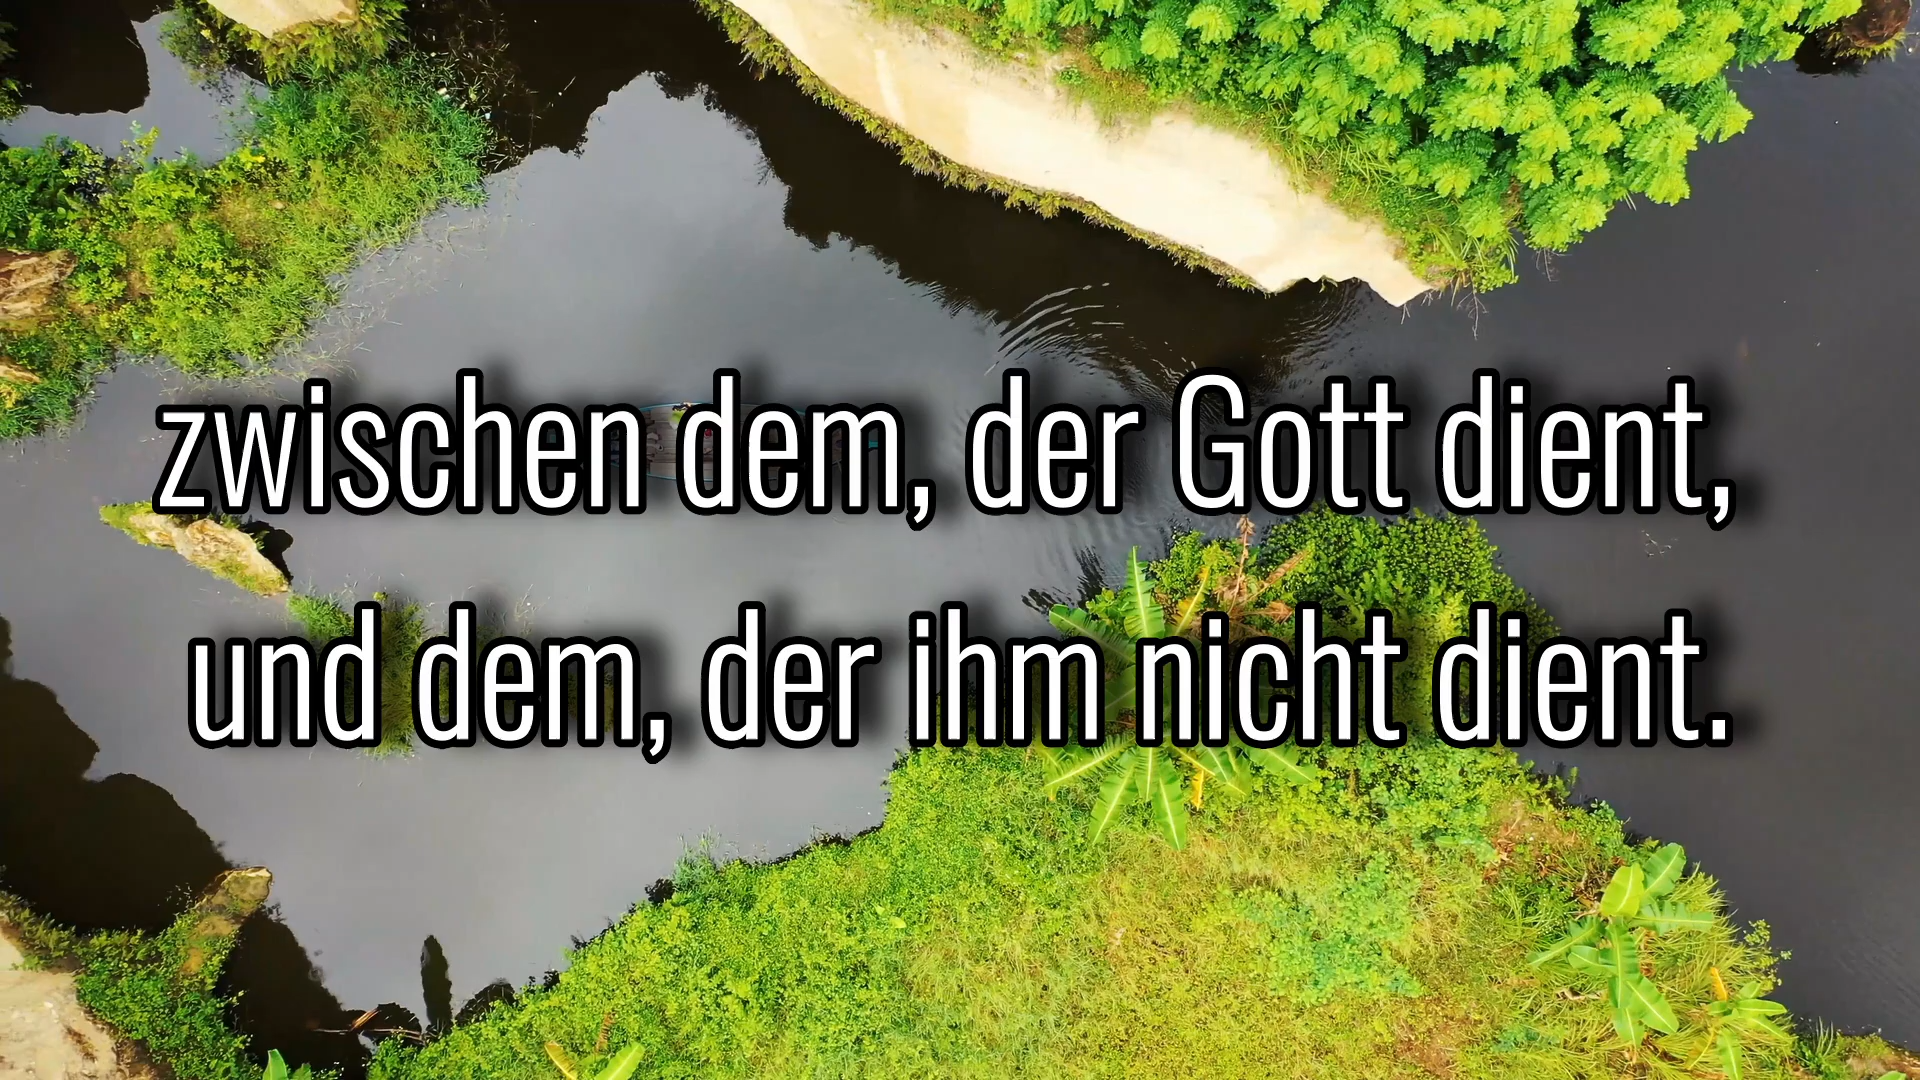 zwischen dem, der Gott dient,
und dem, der ihm nicht dient.